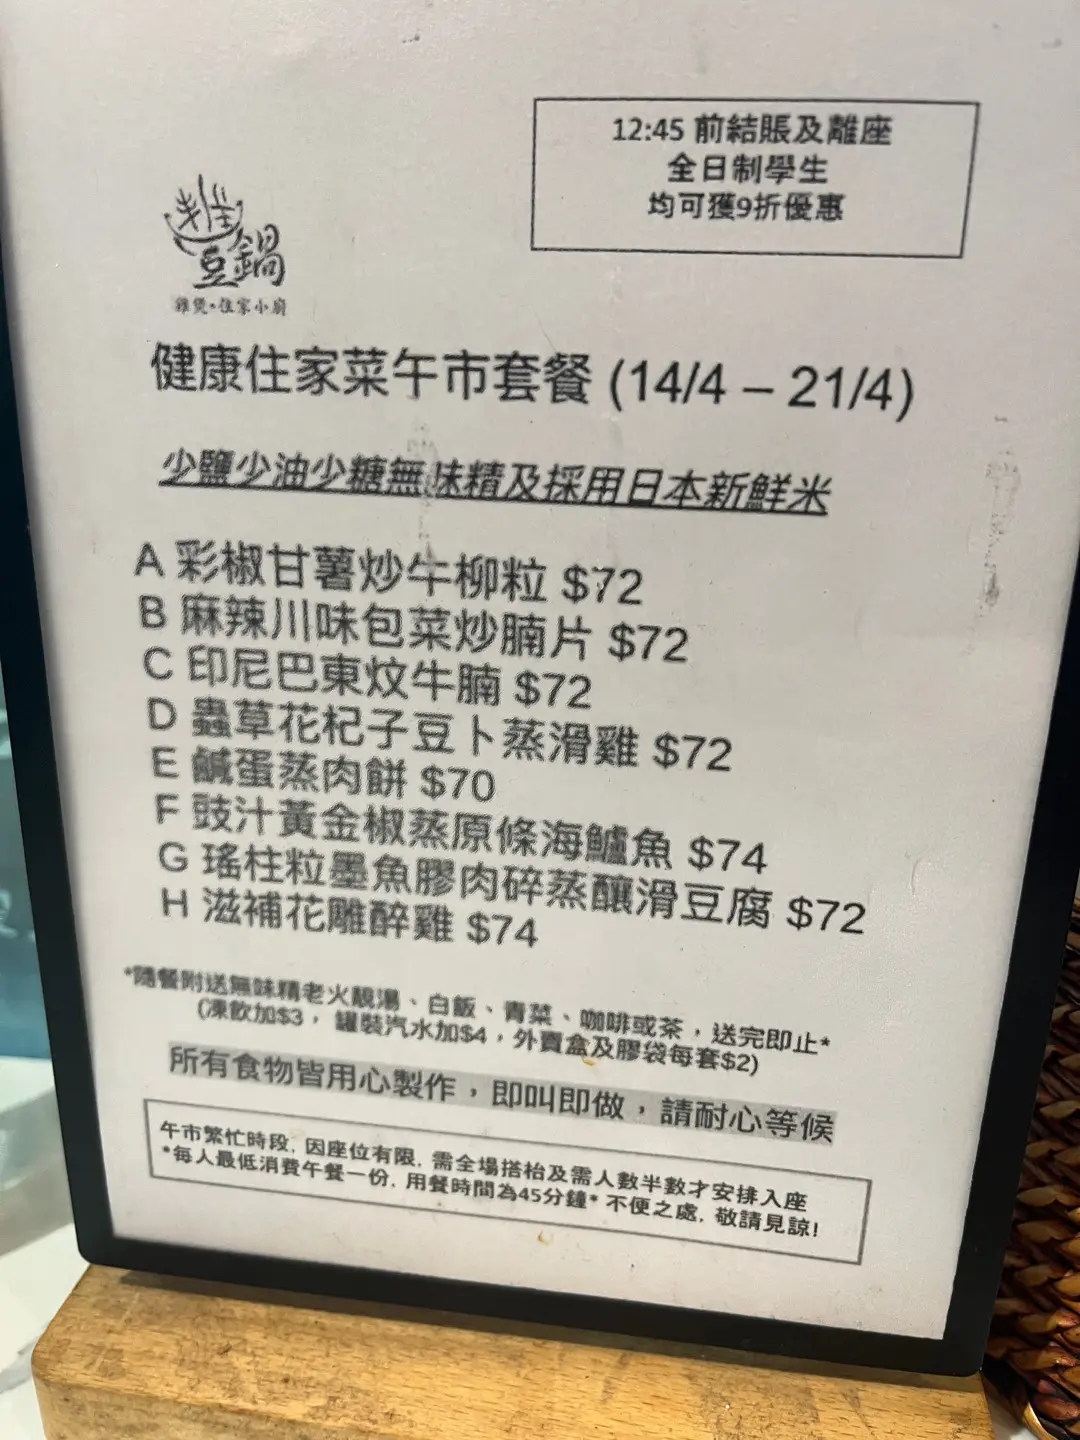 12:45 前結賬及離座
全日制學生
均可獲9折優惠
豆鍋
雞煲•住家小廚
健康住家菜午市套餐 (14/4 – 21/4)
少鹽少油少糖無味精及採用日本新鮮米
A 彩椒甘薯炒牛柳粒 $72
B 麻辣川味包菜炒腩片 $72
C 印尼巴東炆牛腩 $72
D 蟲草花杞子豆卜蒸滑雞 $72
E 鹹蛋蒸肉餅 $70
F 豉汁黃金椒蒸原條海鱸魚 $74
G 瑤柱粒墨魚膠肉碎蒸釀滑豆腐 $72
H 滋補花雕醉雞 $74
*隨餐附送無味精老火靚湯、白飯、青菜、咖啡或茶，送完即止*
(凍飲加$3， 罐裝汽水加$4，外賣盒及膠袋每套$2)
所有食物皆用心製作，即叫即做，請耐心等候
午市繁忙時段, 因座位有限, 需全場搭枱及需人數半數才安排入座
*每人最低消費午餐一份, 用餐時間為45分鐘* 不便之處, 敬請見諒!